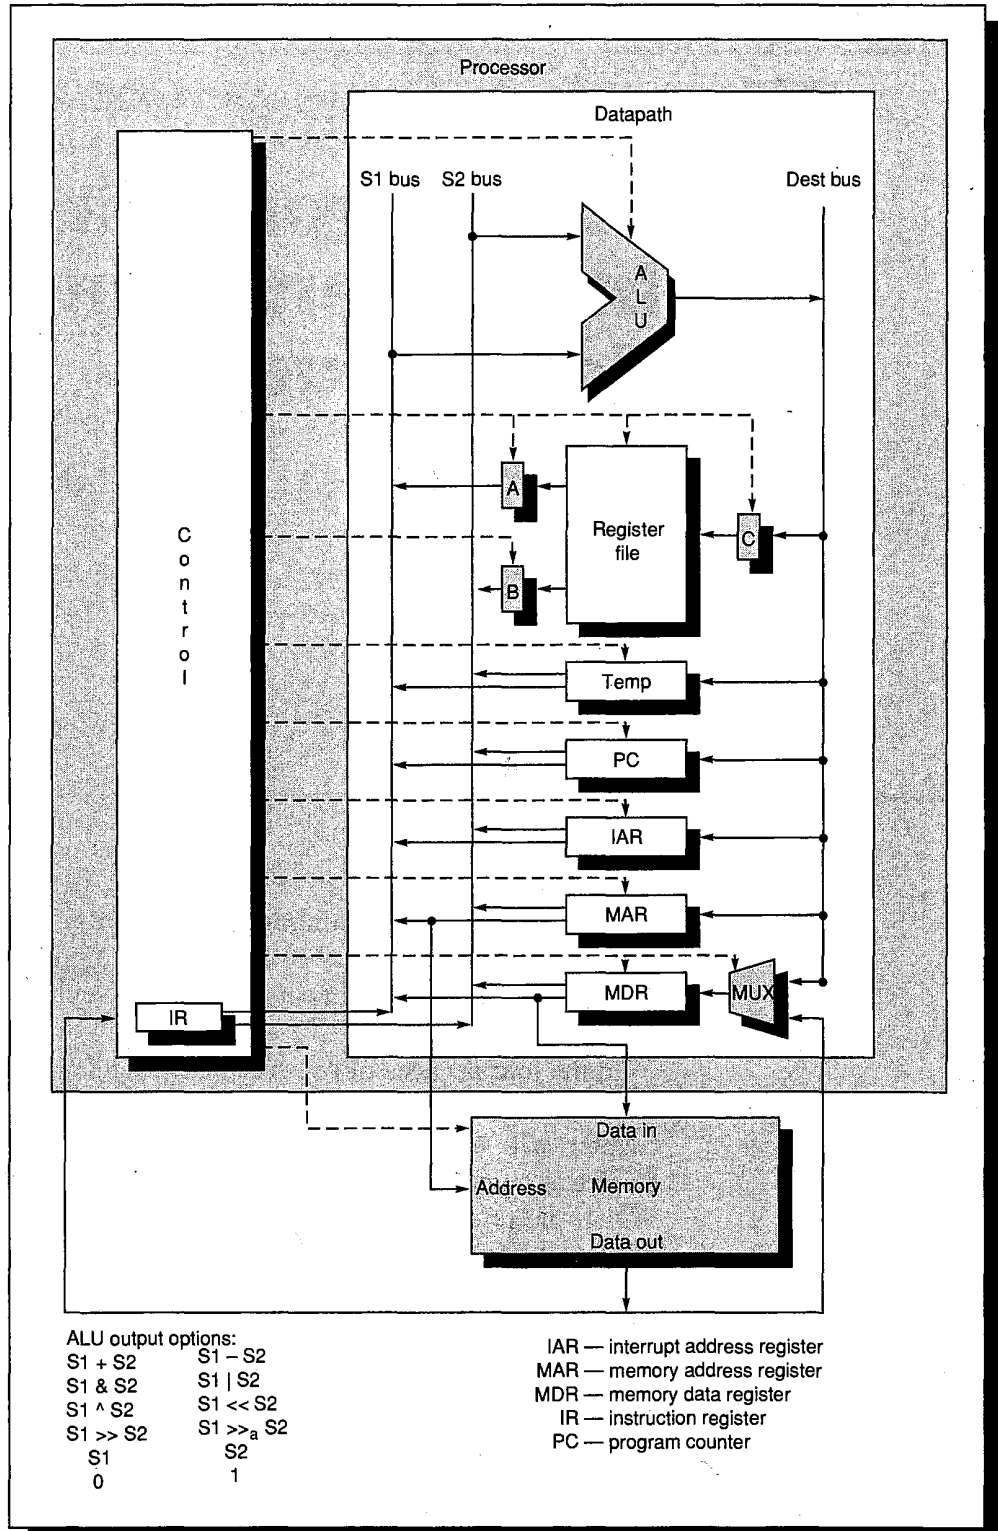 Processor
Datapath
S1 bus
S2 bus
Dest bus
A
L
U
A
Register
file
C
B
C
o
n
t
r
o
l
Temp
PC
IAR
MAR
MDR
MUX
IR
Data in
Address
Memory
Data out
ALU output options:
S1 + S2
S1 – S2
S1 & S2
S1 | S2
S1 ^ S2
S1 << S2
S1 >> S2
S1 >>ₐ S2
S1
S2
0
1
IAR — interrupt address register
MAR — memory address register
MDR — memory data register
IR — instruction register
PC — program counter